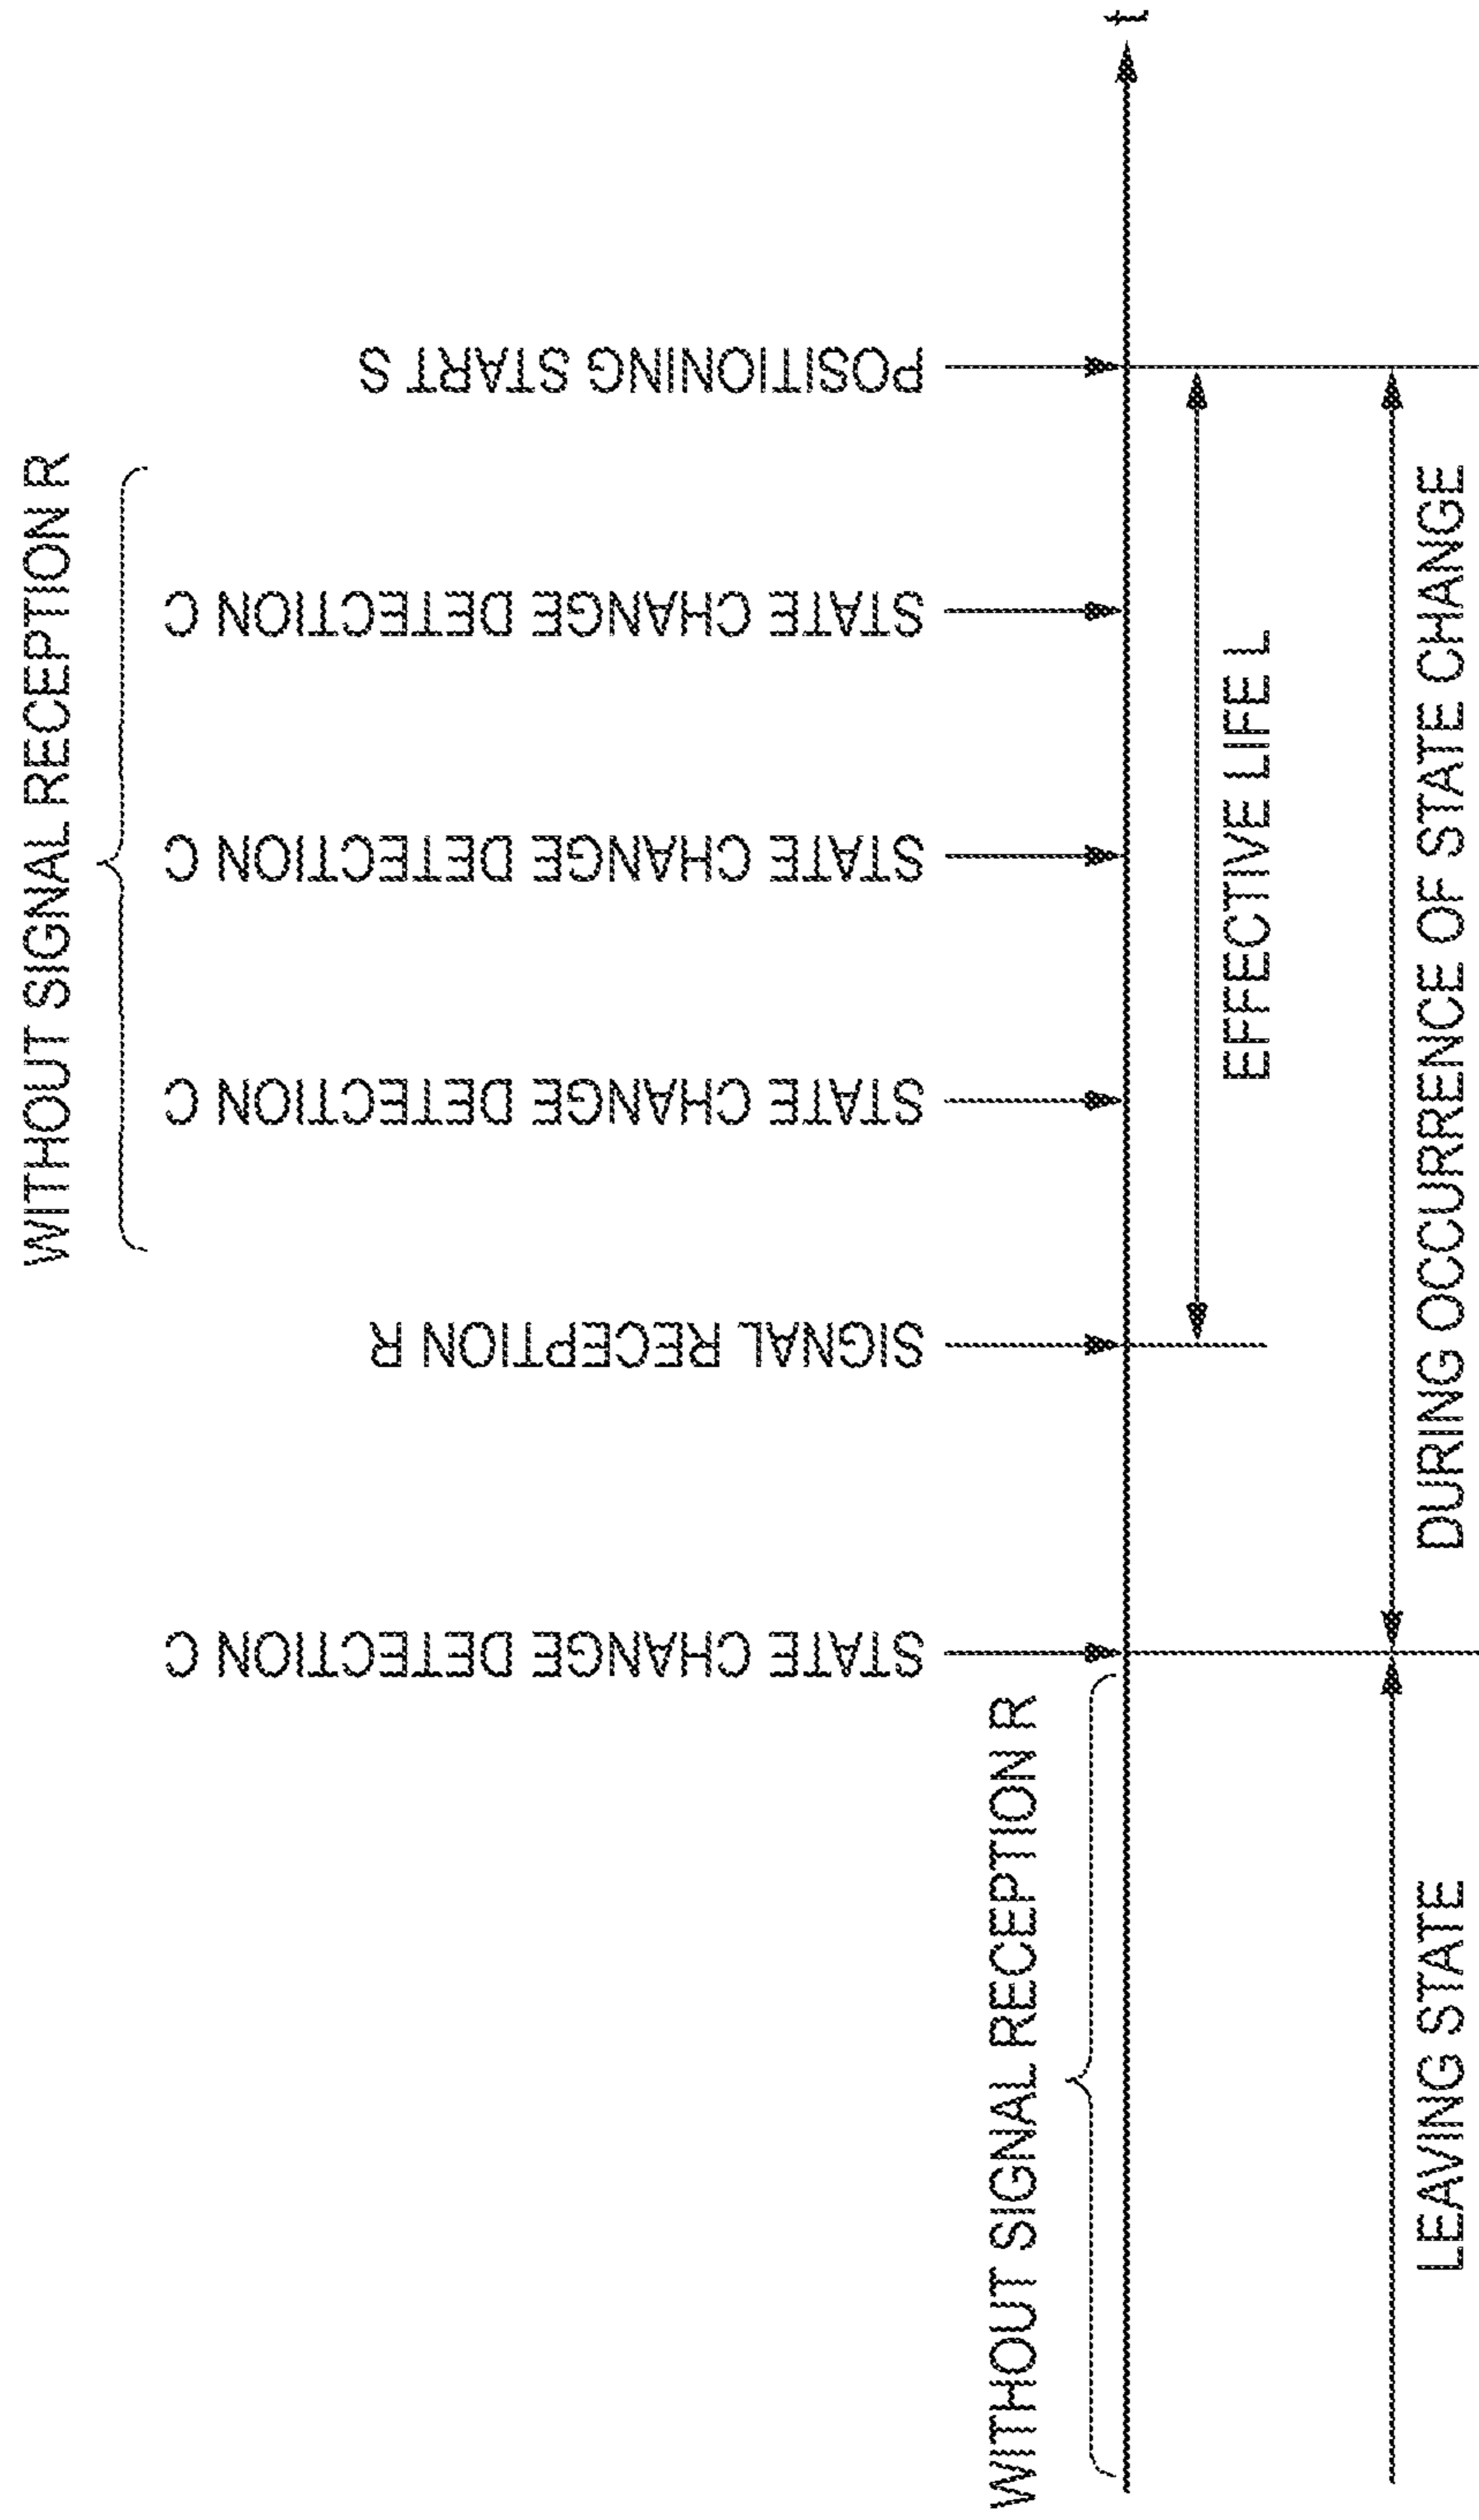 WITHOUT SIGNAL RECEPTION R
STATE CHANGE DETECTION C
SIGNAL RECEPTION R
STATE CHANGE DETECTION C
STATE CHANGE DETECTION C
STATE CHANGE DETECTION C
POSITIONING START S
WITHOUT SIGNAL RECEPTION R
t
EFFECTIVE LIFE L
LEAVING STATE
DURING OCCURRENCE OF STATE CHANGE